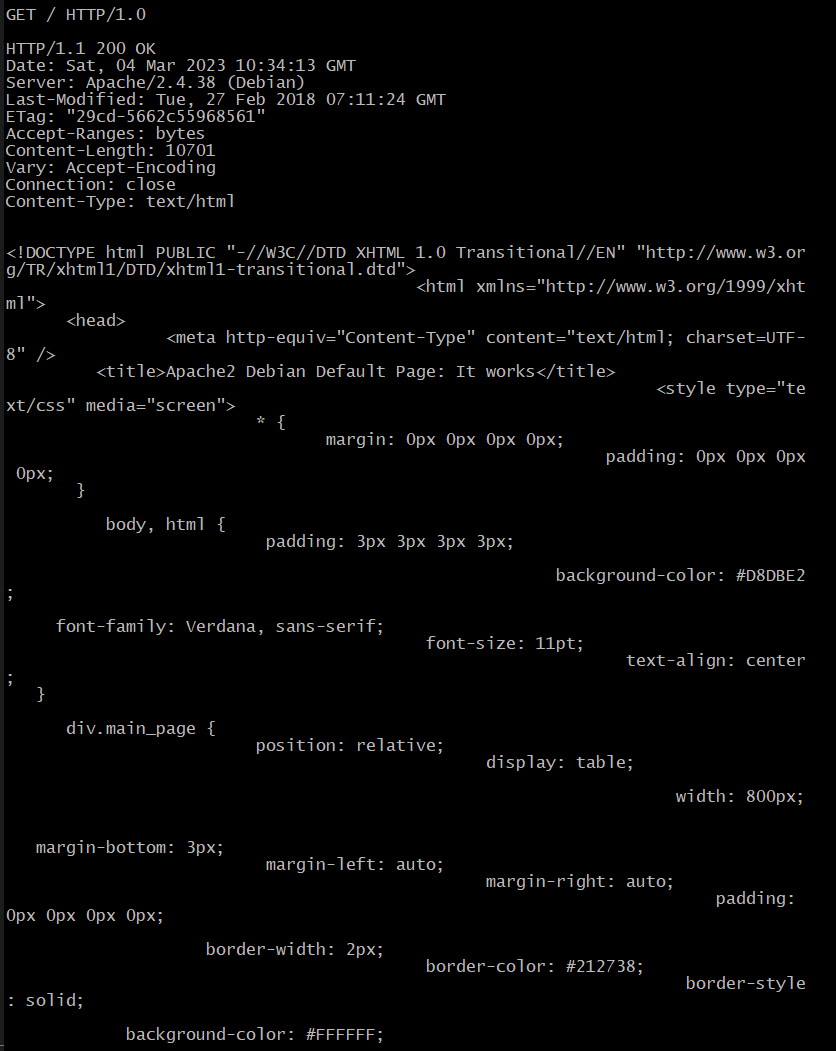 GET / HTTP/1.0
HTTP/1.1 200 OK
Date: Sat, 04 Mar 2023 10:34:13 GMT
Server: Apache/2.4.38 (Debian)
Last-Modified: Tue, 27 Feb 2018 07:11:24 GMT
ETag: "29cd-5662c55968561"
Accept-Ranges: bytes
Content-Length: 10701
Vary: Accept-Encoding
Connection: close
Content-Type: text/html
<!DOCTYPE html PUBLIC "-//W3C//DTD XHTML 1.0 Transitional//EN" "http://www.w3.or
g/TR/xhtml1/DTD/xhtml1-transitional.dtd">
<html xmlns="http://www.w3.org/1999/xht
ml">
<head>
<meta http-equiv="Content-Type" content="text/html; charset=UTF-
8" />
<title>Apache2 Debian Default Page: It works</title>
<style type="te
xt/css" media="screen">
* {
margin: 0px 0px 0px 0px;
padding: 0px 0px 0px
0px;
}
body, html {
padding: 3px 3px 3px 3px;
background-color: #D8DBE2
;
font-family: Verdana, sans-serif;
font-size: 11pt;
text-align: center
;
}
div.main_page {
position: relative;
display: table;
width: 800px;
margin-bottom: 3px;
margin-left: auto;
margin-right: auto;
padding:
0px 0px 0px 0px;
border-width: 2px;
border-color: #212738;
border-style
: solid;
background-color: #FFFFFF;